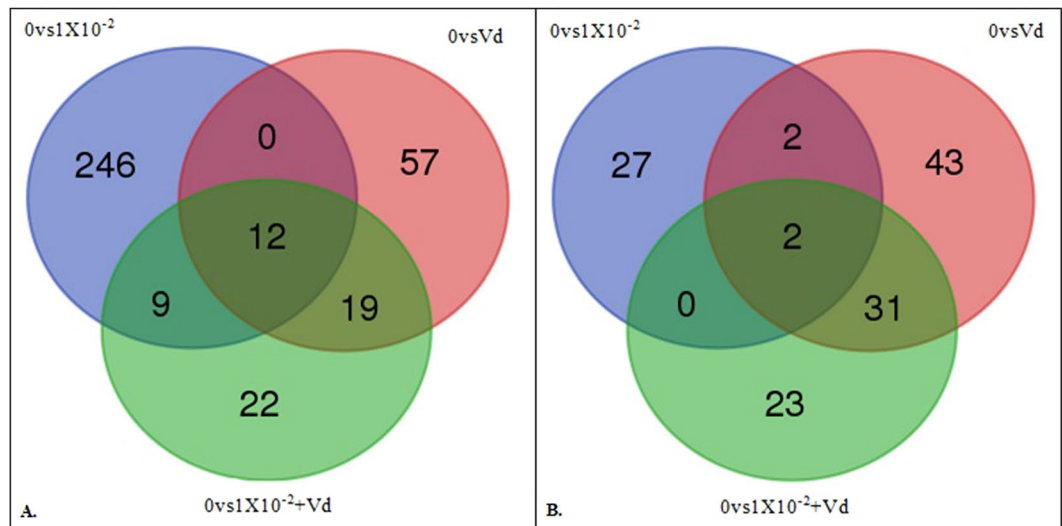 0vs1X10⁻²
0vsVd
246
0
57
12
9
19
22
0vs1X10⁻²+Vd
A.
0vs1X10⁻²
0vsVd
27
2
43
2
0
31
23
0vs1X10⁻²+Vd
B.